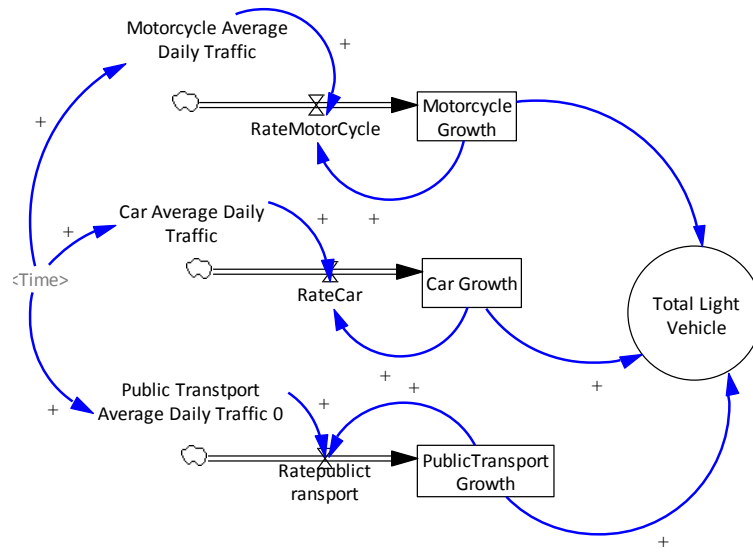 Motorcycle Average
Daily Traffic
+
+
RateMotorCycle
Motorcycle
Growth
+
Car Average Daily
Traffic
+
+
<Time>
RateCar
Car Growth
Total Light
Vehicle
+
+
+
+
+
Public Transtport
Average Daily Traffic 0
+
Ratepublict
ransport
PublicTransport
Growth
+